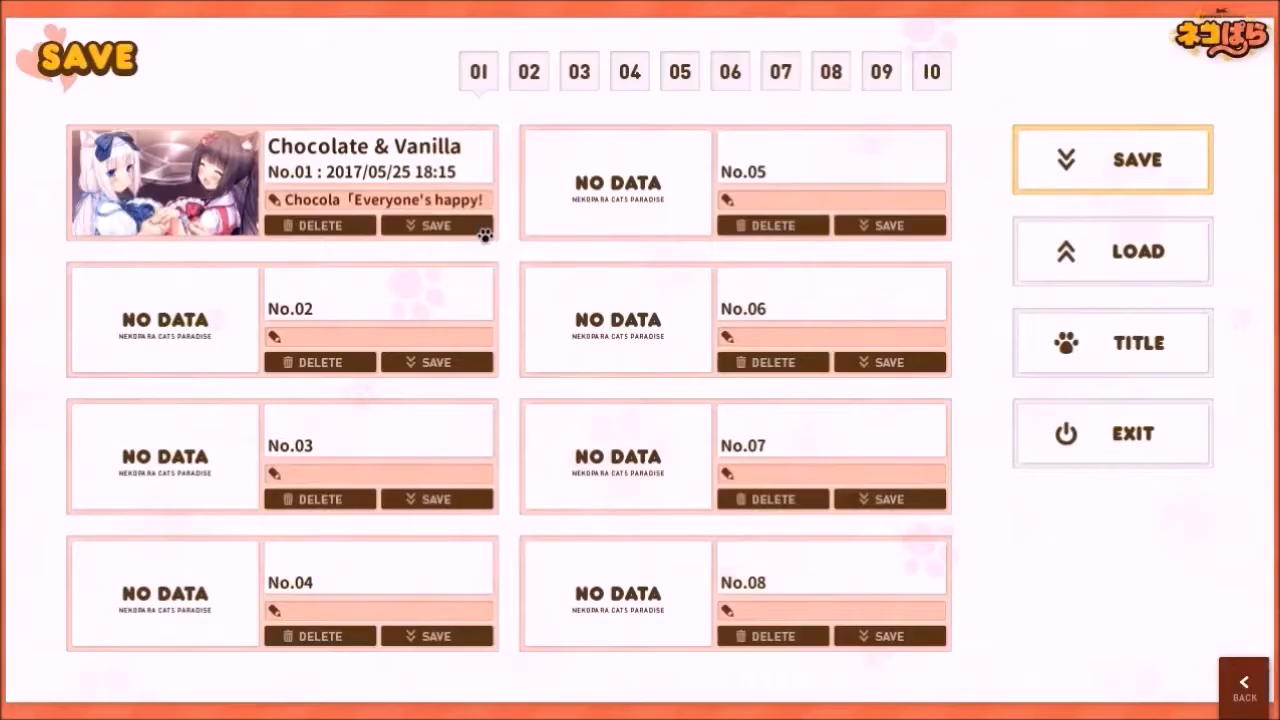 SAVE
01 02 03 04 05 06 07 08 09 10
ネコぱら
Chocolate & Vanilla
No.01 : 2017/05/25 18:15
Chocola「Everyone's happy!
DELETE SAVE
NO DATA
NEKOPARA CATS PARADISE
No.05
DELETE SAVE
NO DATA
NEKOPARA CATS PARADISE
No.02
DELETE SAVE
NO DATA
NEKOPARA CATS PARADISE
No.06
DELETE SAVE
NO DATA
NEKOPARA CATS PARADISE
No.03
DELETE SAVE
NO DATA
NEKOPARA CATS PARADISE
No.07
DELETE SAVE
NO DATA
NEKOPARA CATS PARADISE
No.04
DELETE SAVE
NO DATA
NEKOPARA CATS PARADISE
No.08
DELETE SAVE
SAVE
LOAD
TITLE
EXIT
BACK